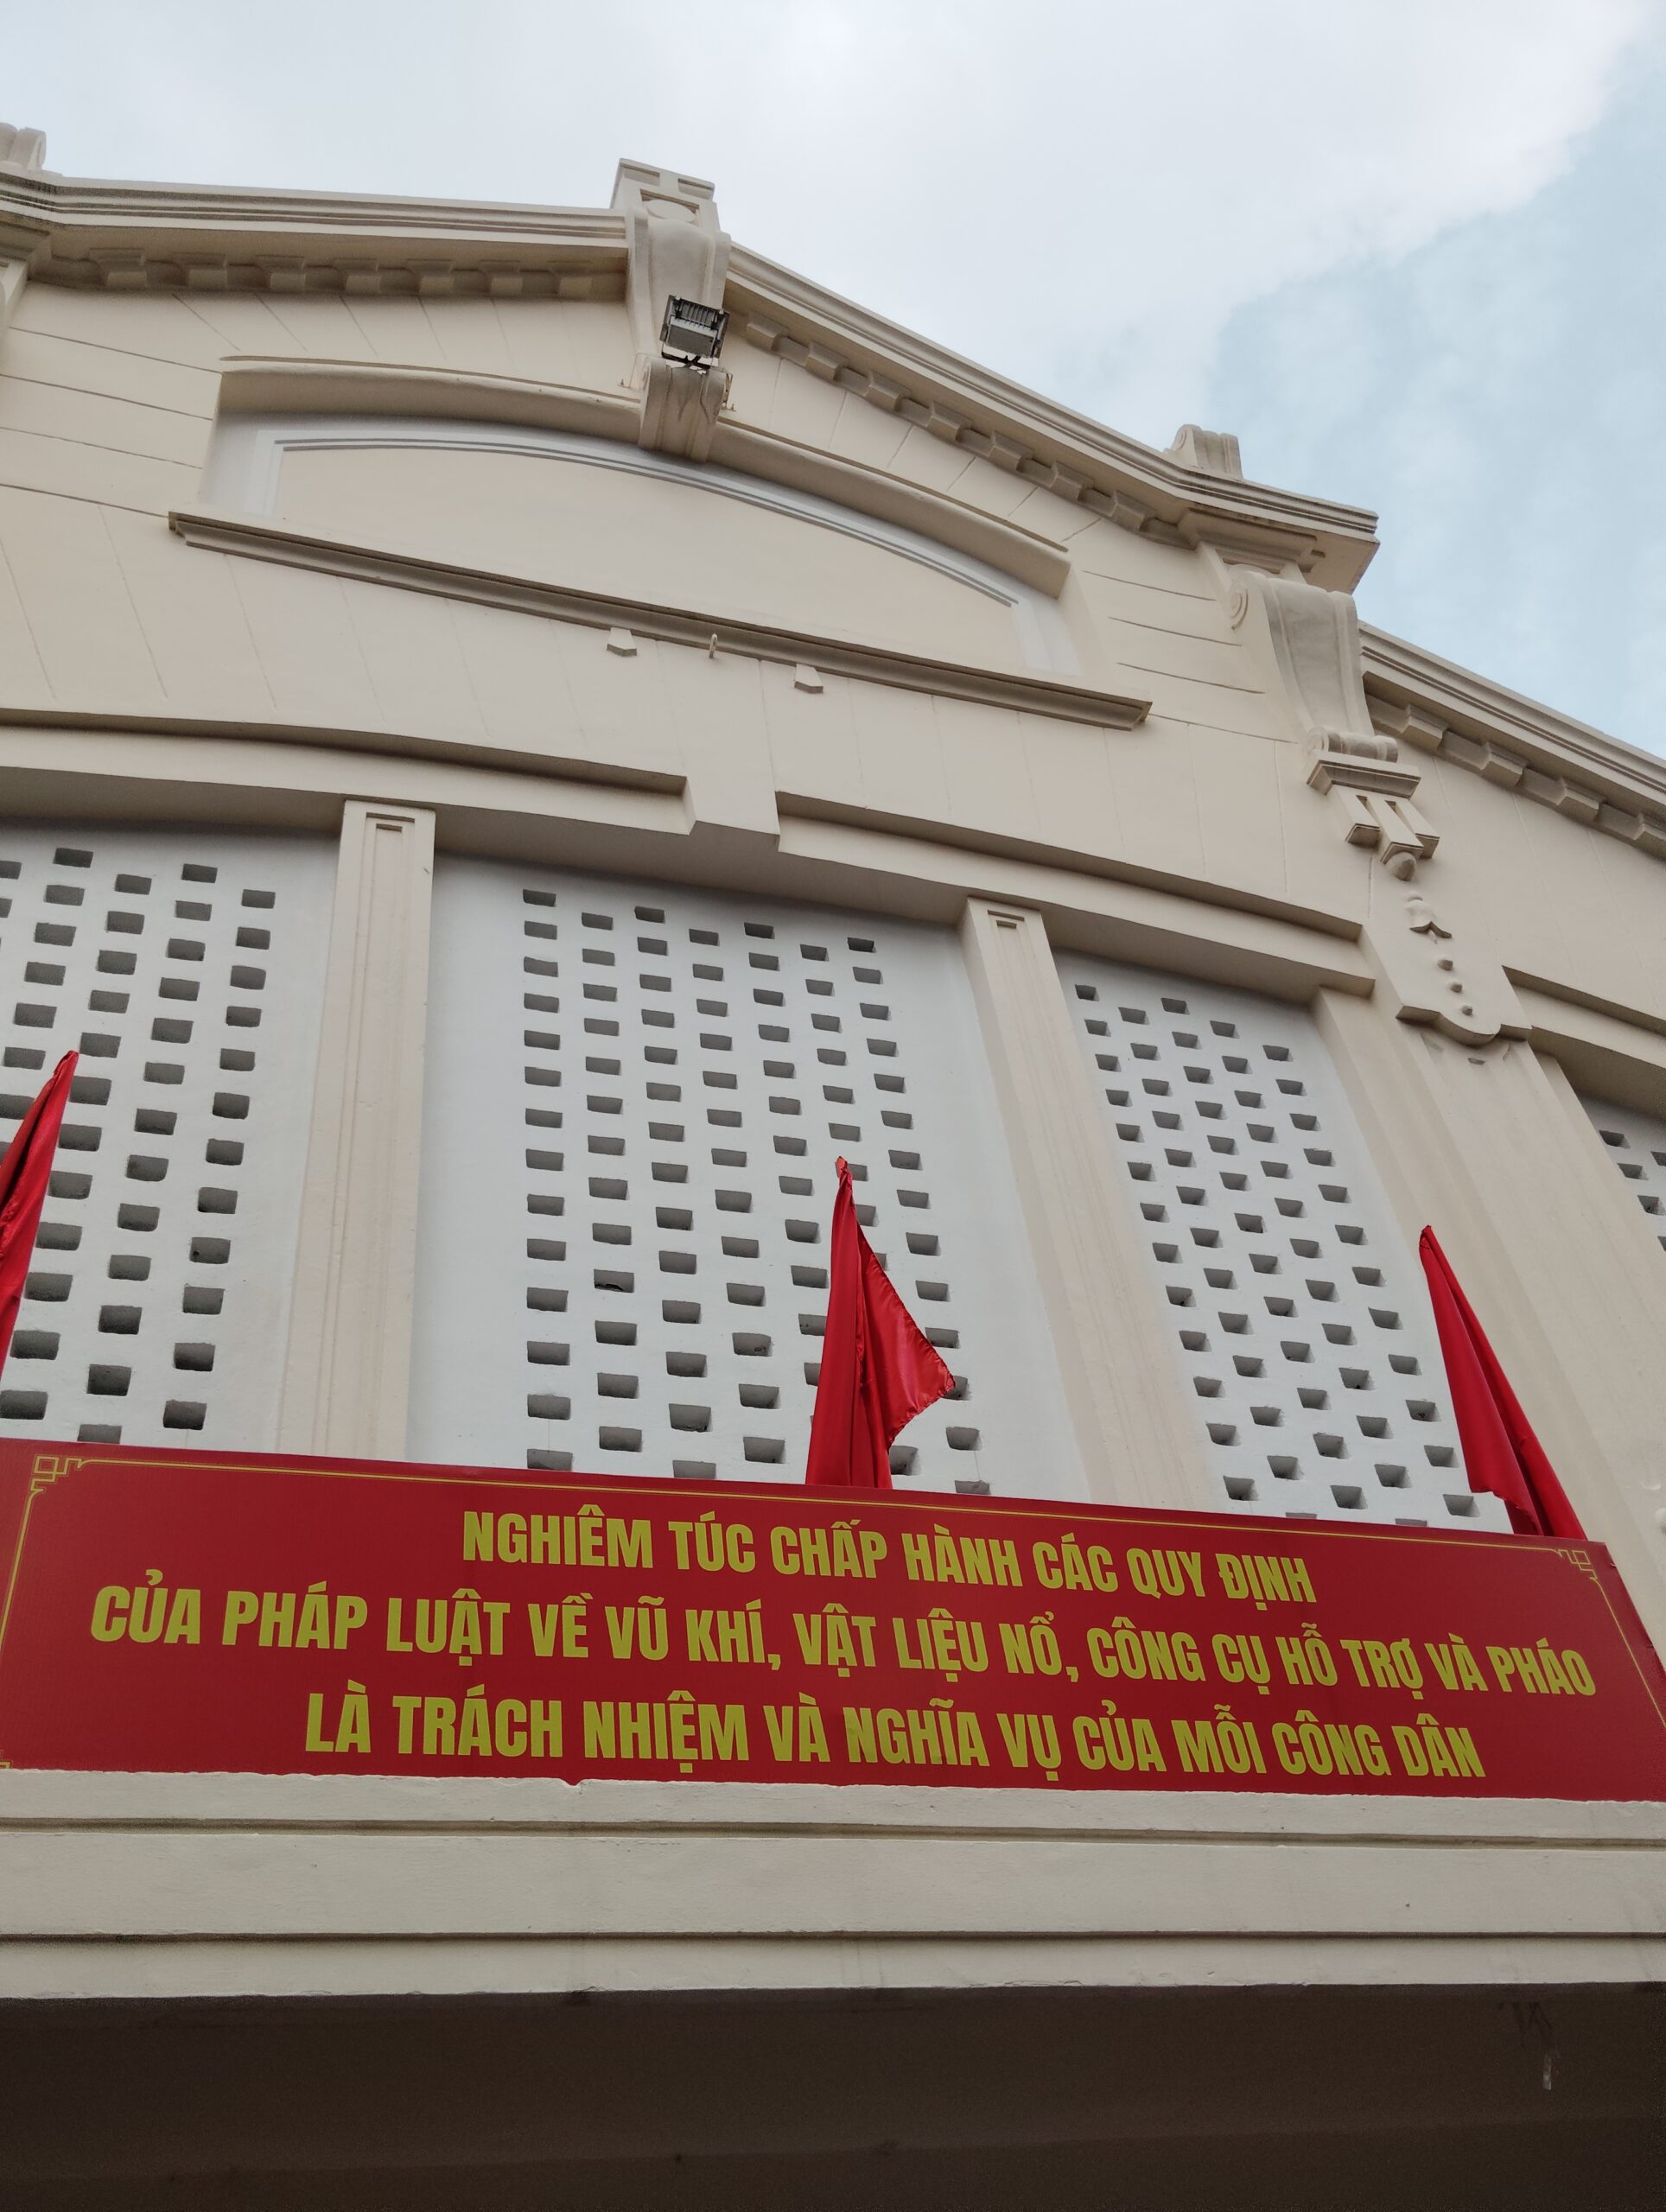 NGHIÊM TÚC CHẤP HÀNH CÁC QUY ĐỊNH
CỦA PHÁP LUẬT VỀ VŨ KHÍ, VẬT LIỆU NỔ, CÔNG CỤ HỖ TRỢ VÀ PHÁO
LÀ TRÁCH NHIỆM VÀ NGHĨA VỤ CỦA MỖI CÔNG DÂN